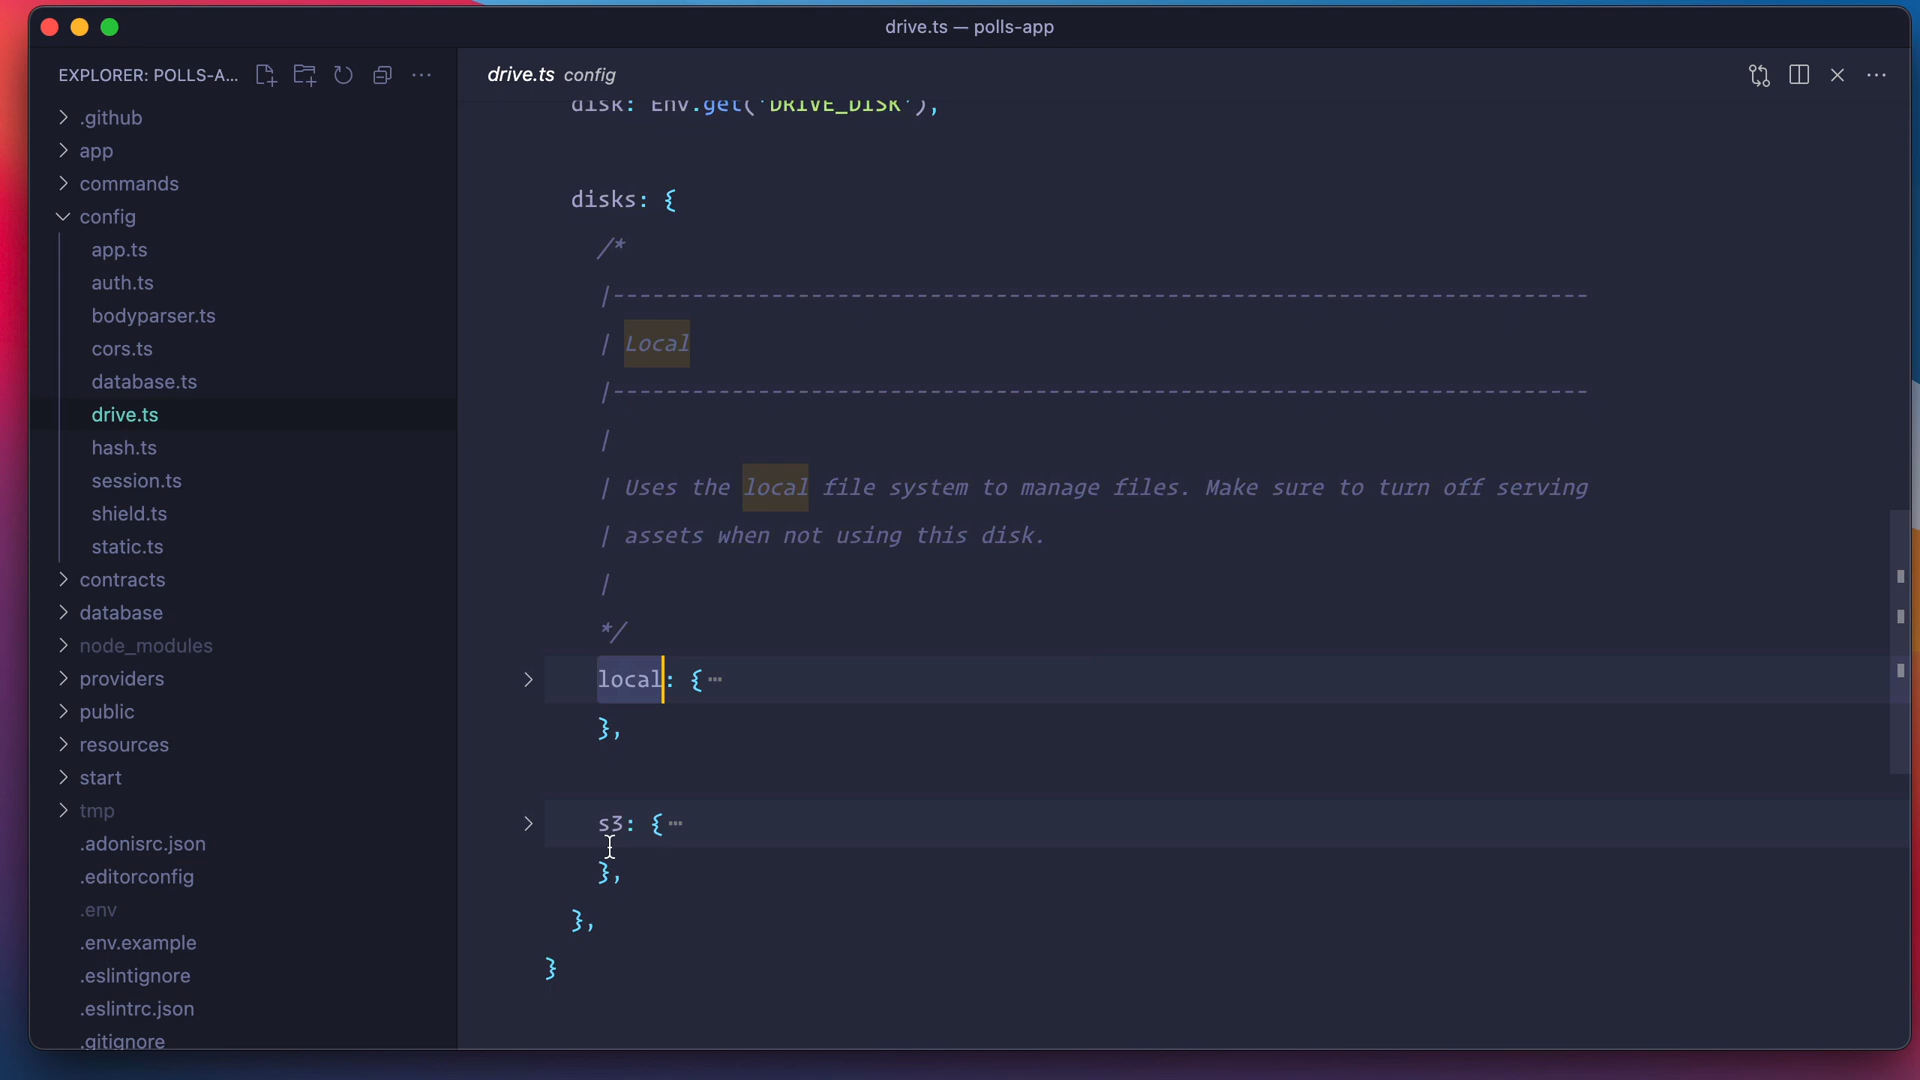 drive.ts — polls-app
EXPLORER: POLLS-A...
.github
app
commands
config
app.ts
auth.ts
bodyparser.ts
cors.ts
database.ts
drive.ts
hash.ts
session.ts
shield.ts
static.ts
contracts
database
node_modules
providers
public
resources
start
tmp
.adonisrc.json
.editorconfig
.env
.env.example
.eslintignore
.eslintrc.json
.gitignore
drive.ts config
disk: Env.get('DRIVE_DISK'),
disks: {
/*
|--------------------------------------------------------------------------
| Local
|--------------------------------------------------------------------------
|
| Uses the local file system to manage files. Make sure to turn off serving
| assets when not using this disk.
|
*/
local: {⋯
},
s3: {⋯
},
},
}